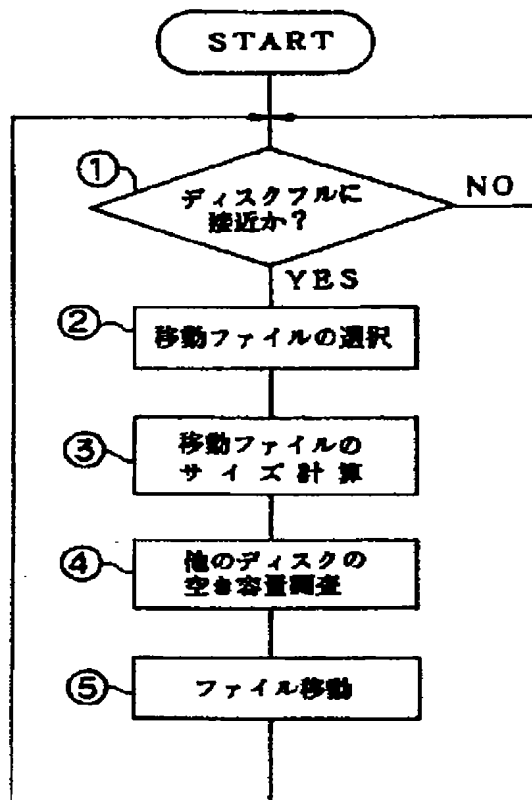 START
①
ディスクフルに
接近か？
NO
YES
②
移動ファイルの選択
③
移動ファイルの
サイズ計算
④
他のディスクの
空き容量調査
⑤
ファイル移動